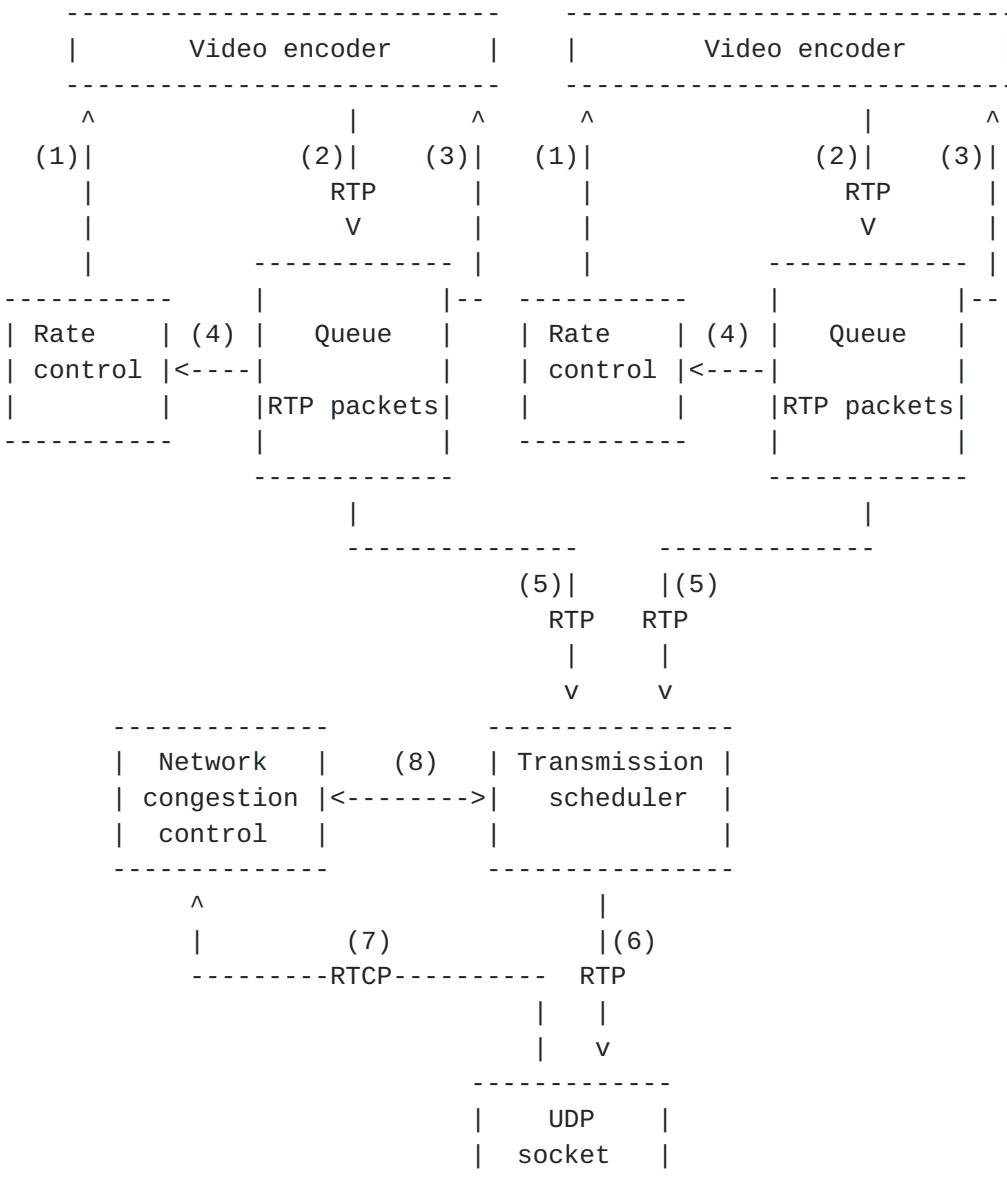 -----------------------------    -----------------------------
    |       Video encoder       |    |        Video encoder
    -----------------------------    -----------------------------
     ^                |       ^      ^                 |       ^
  (1)|             (2)|    (3)|   (1)|              (2)|    (3)|
     |               RTP      |      |                RTP      |
     |                V       |      |                 V       |
     |          ------------- |      |           ------------- |
-----------     |           |--  -----------     |           |--
| Rate    | (4) |   Queue   |    | Rate    | (4) |   Queue   |
| control |<----|           |    | control |<----|           |
|         |     |RTP packets|    |         |     |RTP packets|
-----------     |           |    -----------     |           |
                -------------                    -------------
                      |                                |
                      ---------------     --------------
                                 (5)|     |(5)
                                   RTP   RTP
                                    |     |
                                    v     v
       --------------          ----------------
       |  Network   |    (8)   | Transmission |
       | congestion |<-------->|  scheduler   |
       |  control   |          |              |
       --------------          ----------------
            ^                         |
            |         (7)             |(6)
            ---------RTCP----------  RTP
                                  |   |
                                  |   v
                              -------------
                              |    UDP    |
                              |  socket   |